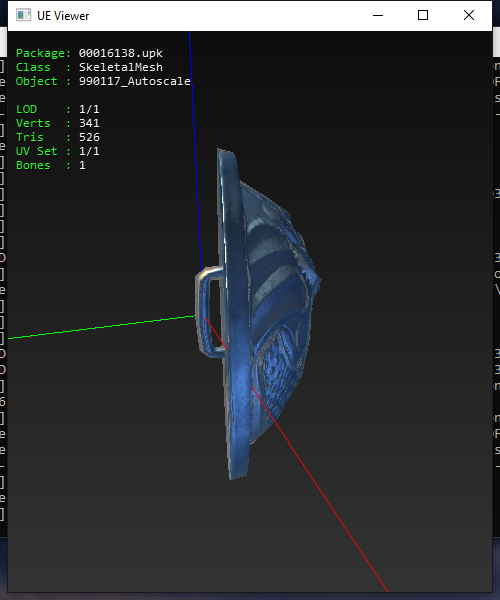 UE Viewer
Package: 00016138.upk
Class : SkeletalMesh
Object : 990117_Autoscale
LOD : 1/1
Verts : 341
Tris : 526
UV Set : 1/1
Bones : 1